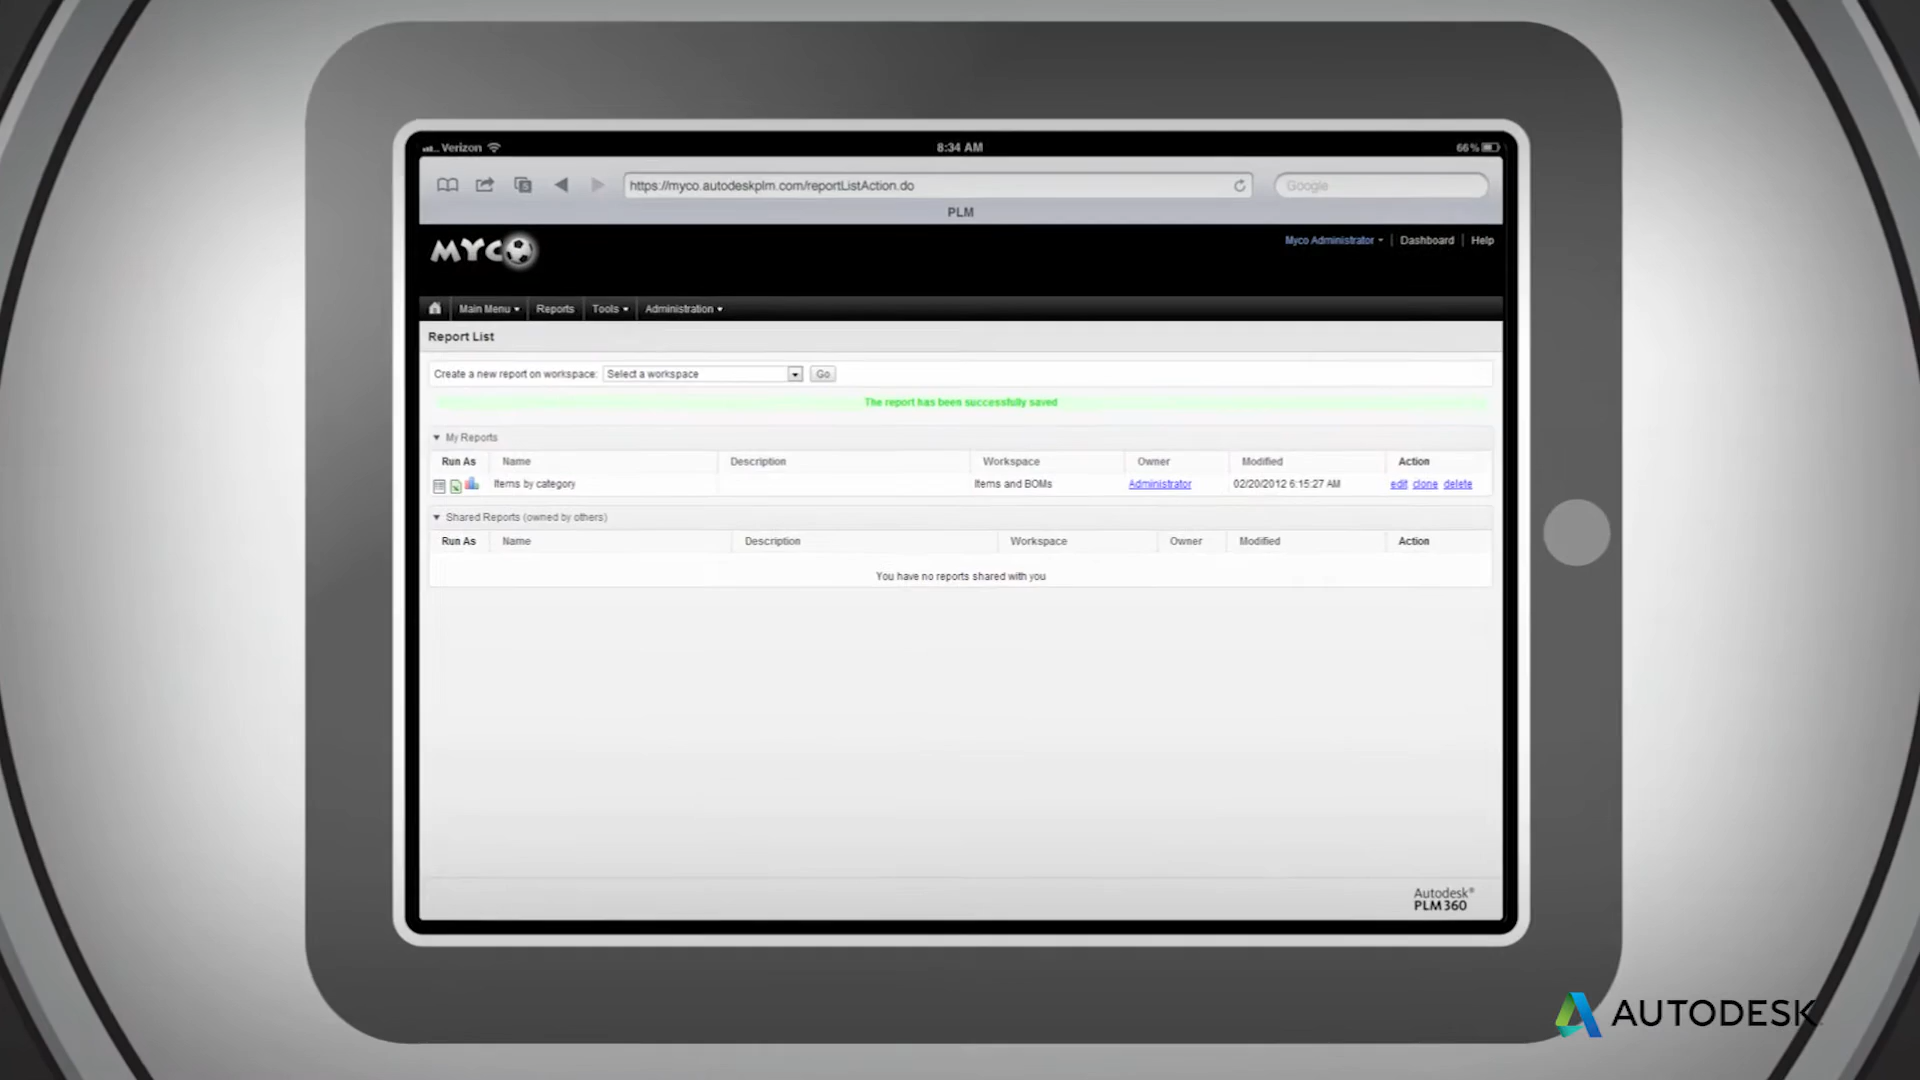 Verizon 8:34 AM 66%
https://myco.autodeskplm.com/reportListAction.do Google
PLM
MYCO Myco Administrator Dashboard Help
Main Menu Reports Tools Administration
Report List
Create a new report on workspace: Select a workspace Go
The report has been successfully saved
My Reports
Run As Name Description Workspace Owner Modified Action
Items by category Items and BOMs Administrator 02/20/2012 6:15:27 AM edit clone delete
Shared Reports (owned by others)
Run As Name Description Workspace Owner Modified Action
You have no reports shared with you
Autodesk®
PLM 360
AUTODESK